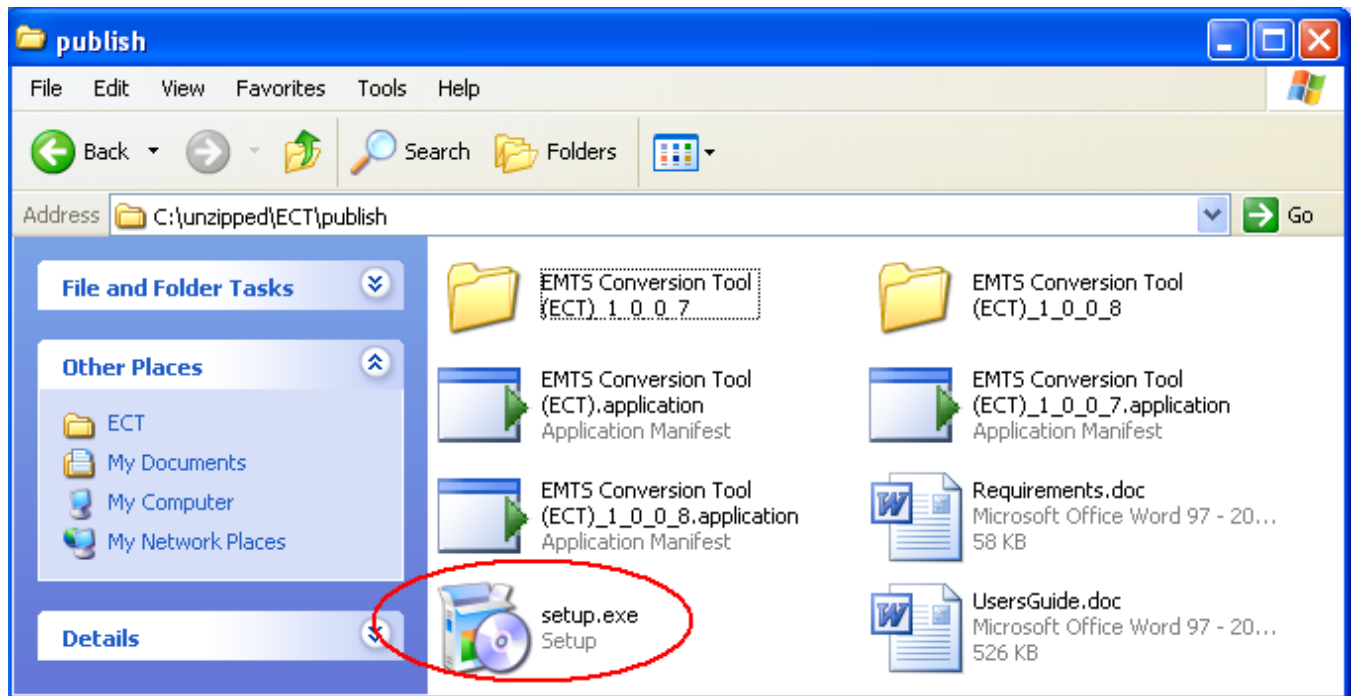 publish
File Edit View Favorites Tools Help
Back Search Folders
Address C:\unzipped\ECT\publish Go
File and Folder Tasks
Other Places
ECT
My Documents
My Computer
My Network Places
Details
EMTS Conversion Tool
(ECT)_1_0_0_7
EMTS Conversion Tool
(ECT)_1_0_0_8
EMTS Conversion Tool
(ECT).application
Application Manifest
EMTS Conversion Tool
(ECT)_1_0_0_7.application
Application Manifest
EMTS Conversion Tool
(ECT)_1_0_0_8.application
Application Manifest
Requirements.doc
Microsoft Office Word 97 - 20...
58 KB
setup.exe
Setup
UsersGuide.doc
Microsoft Office Word 97 - 20...
526 KB